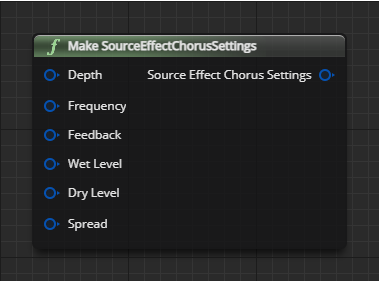 Make SourceEffectChorusSettings
Depth Source Effect Chorus Settings
Frequency
Feedback
Wet Level
Dry Level
Spread